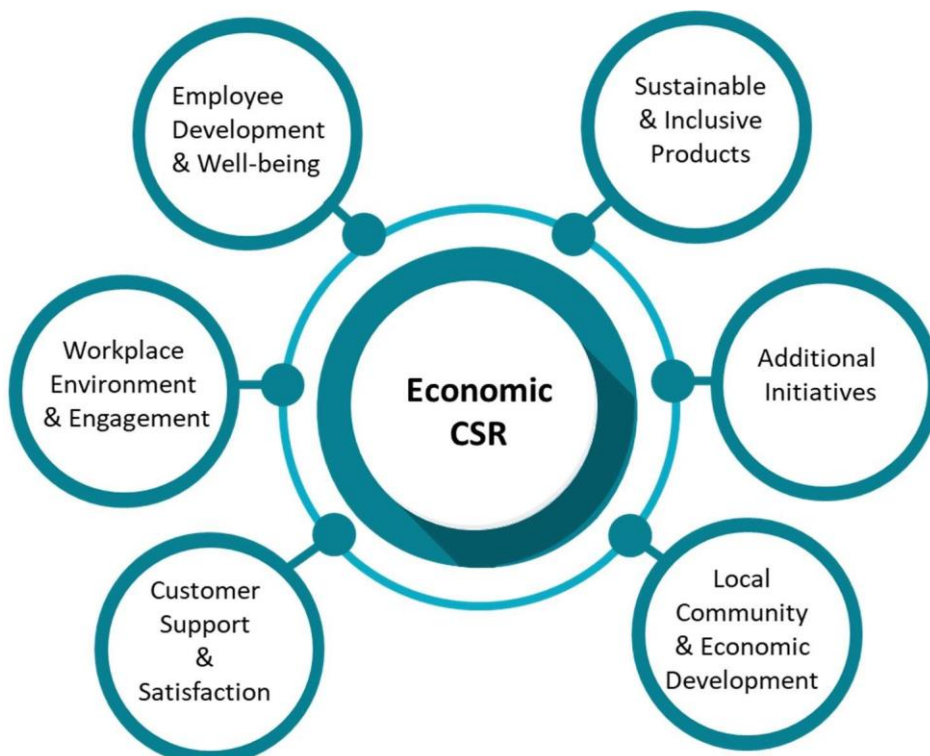 Employee
Development
& Well-being
Sustainable
& Inclusive
Products
Workplace
Environment
& Engagement
Economic
CSR
Additional
Initiatives
Customer
Support
&
Satisfaction
Local
Community
& Economic
Development